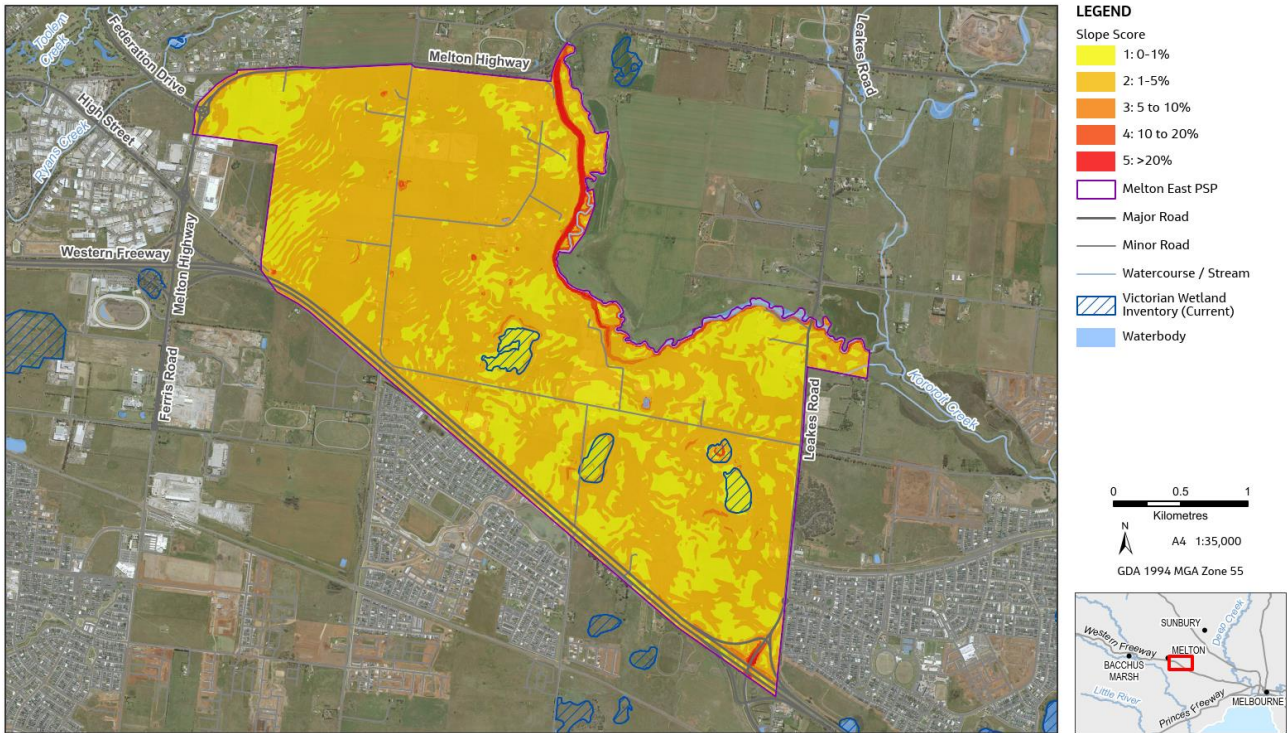 Toolern
Creek
Federation Drive
High Street
Ryans Creek
Melton Highway
Leakes Road
Western Freeway
Melton Highway
Ferris Road
Leakes Road
Kororoit Creek
LEGEND
Slope Score
1: 0-1%
2: 1-5%
3: 5 to 10%
4: 10 to 20%
5: >20%
Melton East PSP
Major Road
Minor Road
Watercourse / Stream
Victorian Wetland
Inventory (Current)
Waterbody
0 0.5 1
Kilometres
N
A4 1:35,000
GDA 1994 MGA Zone 55
SUNBURY
Deep Creek
Western Freeway
MELTON
BACCHUS
MARSH
Little River
MELBOURNE
Princes Freeway